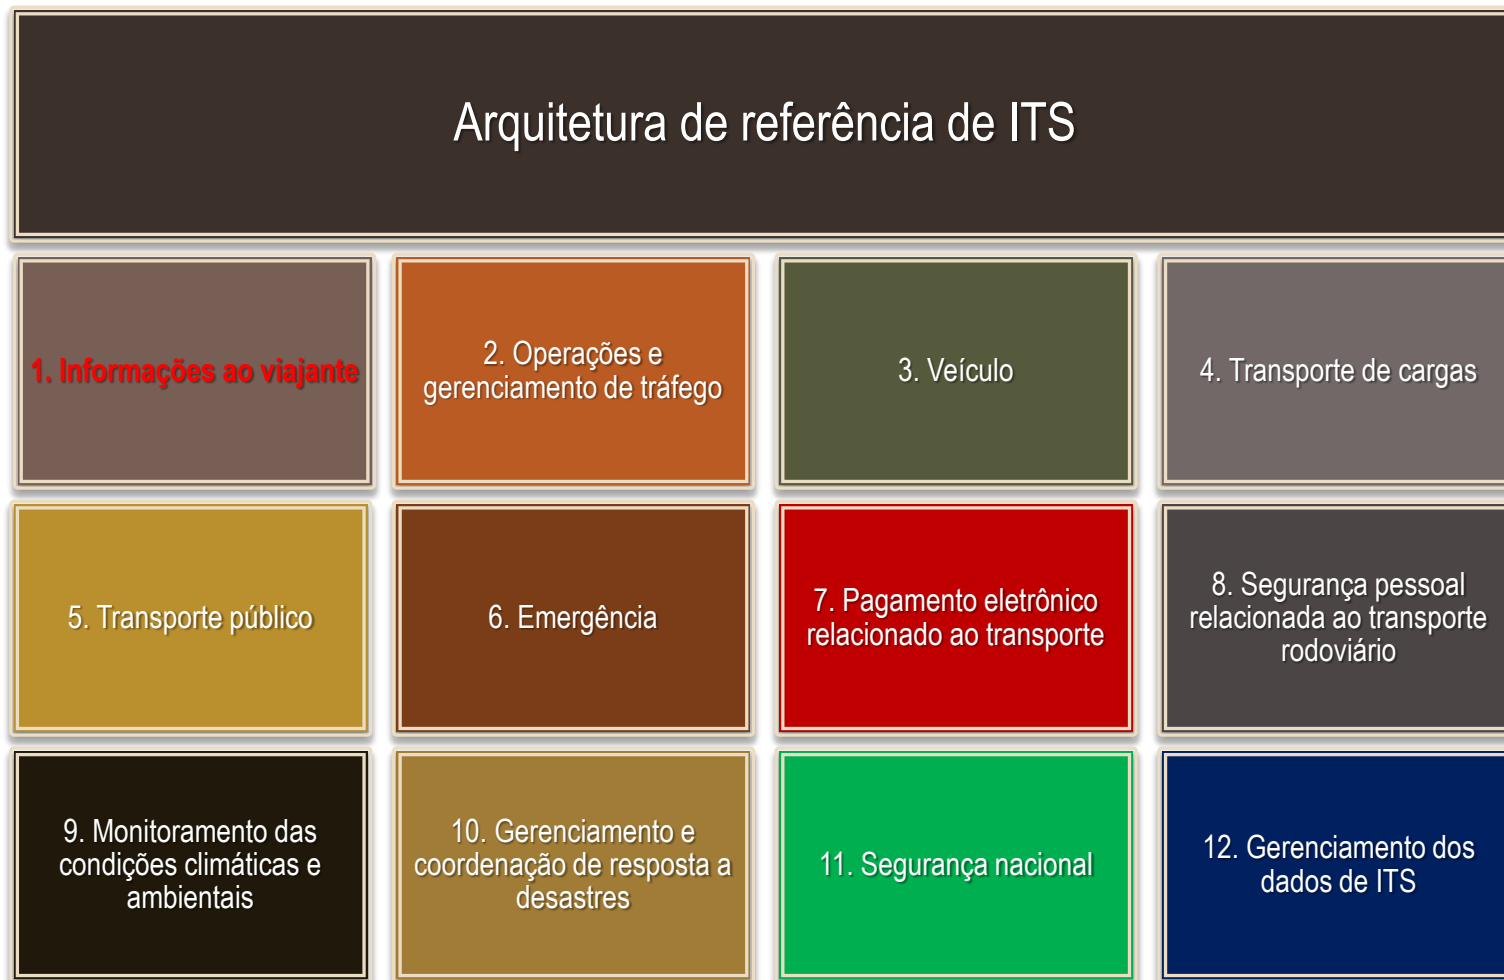 Arquitetura de referência de ITS
1. Informações ao viajante
2. Operações e
gerenciamento de tráfego
3. Veículo
4. Transporte de cargas
5. Transporte público
6. Emergência
7. Pagamento eletrônico
relacionado ao transporte
8. Segurança pessoal
relacionada ao transporte
rodoviário
9. Monitoramento das
condições climáticas e
ambientais
10. Gerenciamento e
coordenação de resposta a
desastres
11. Segurança nacional
12. Gerenciamento dos
dados de ITS